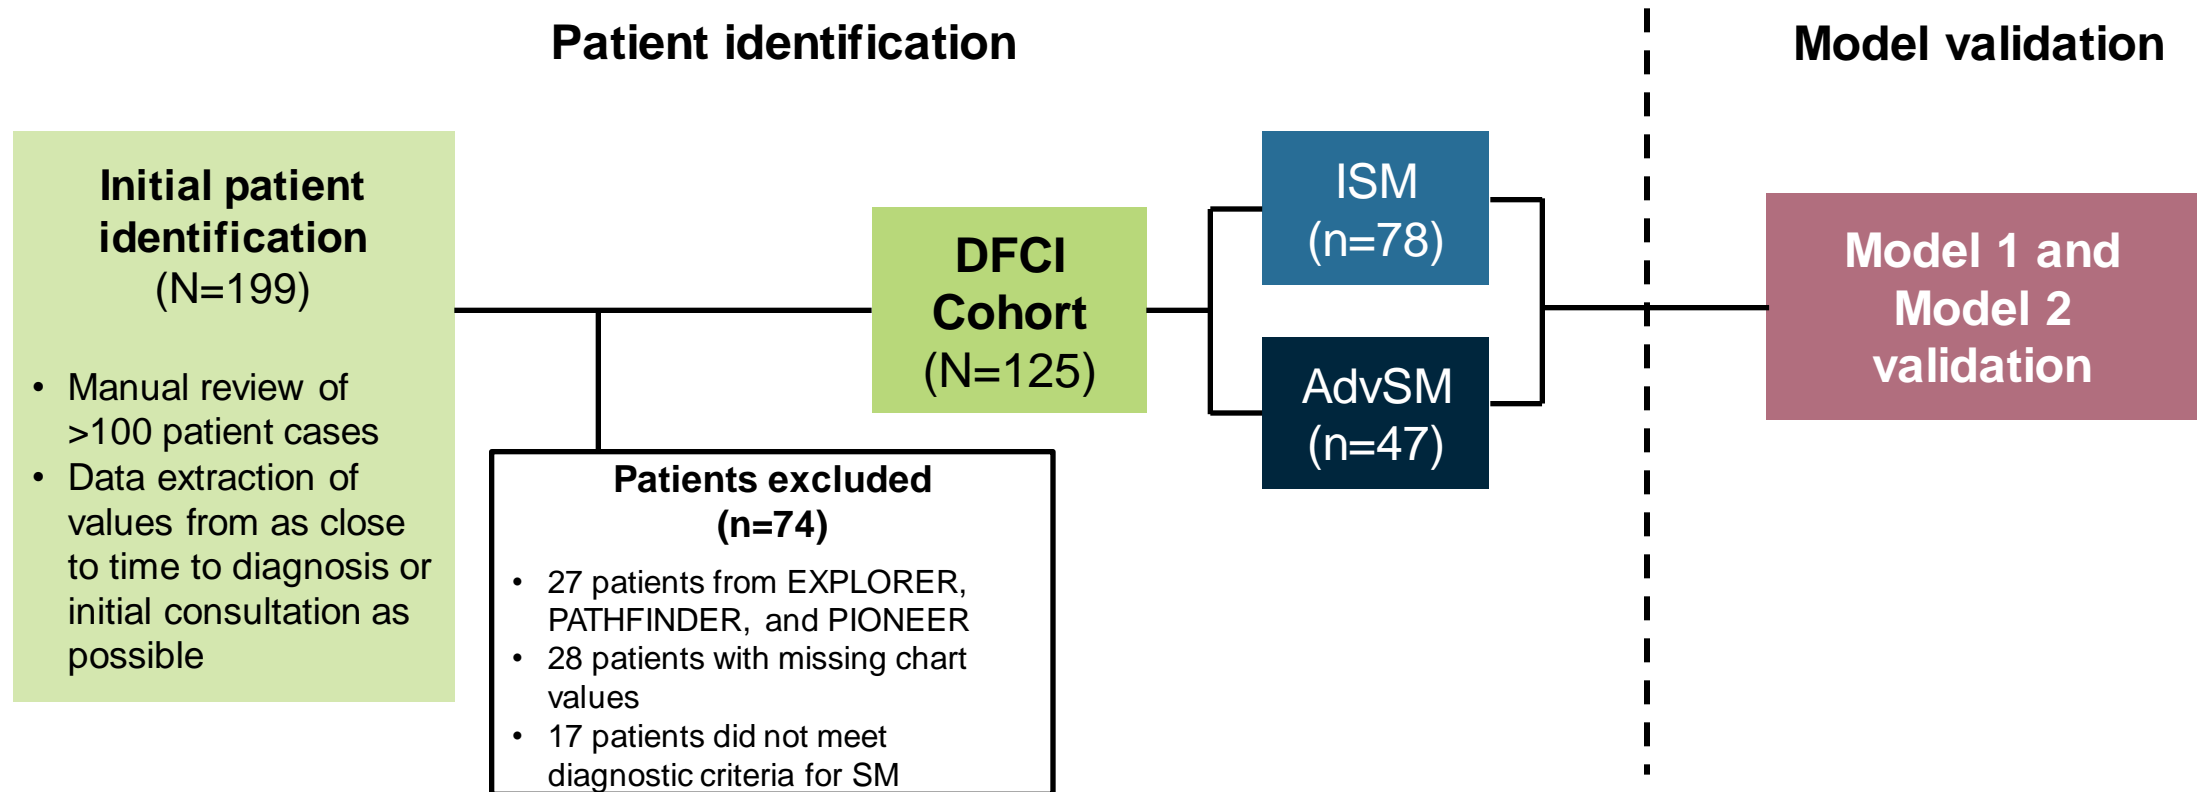 Patient identification
Model validation
Initial patient
identification
(N=199)
• Manual review of
>100 patient cases
• Data extraction of
values from as close
to time to diagnosis or
initial consultation as
possible
Patients excluded
(n=74)
• 27 patients from EXPLORER,
PATHFINDER, and PIONEER
• 28 patients with missing chart
values
• 17 patients did not meet
diagnostic criteria for SM
DFCI
Cohort
(N=125)
ISM
(n=78)
AdvSM
(n=47)
Model 1 and
Model 2
validation